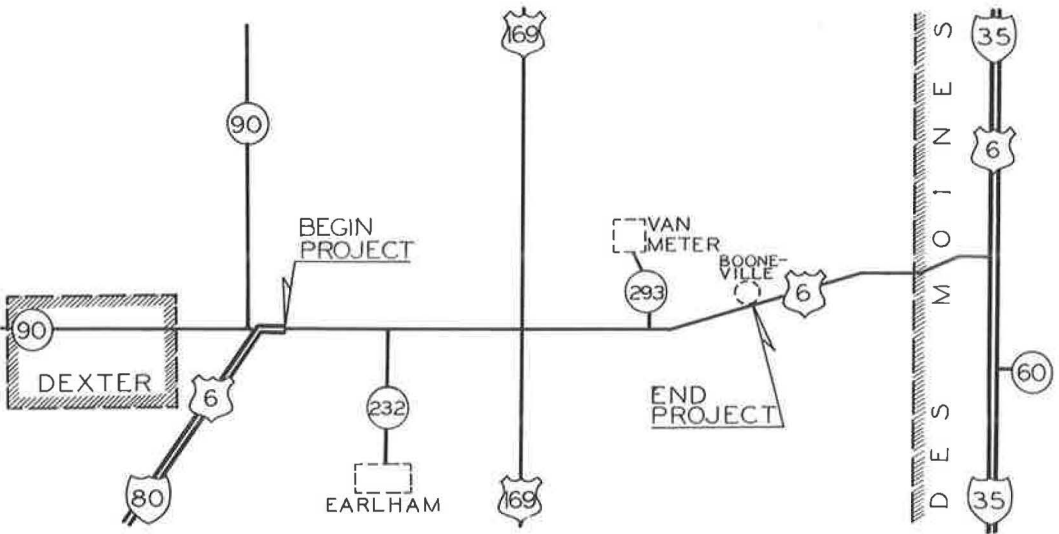 169
35
90
6
BEGIN
PROJECT
VAN
METER
BOONE-
VILLE
293
6
90
DEXTER
6
232
END
PROJECT
60
80
EARLHAM
169
35
DES MOINES